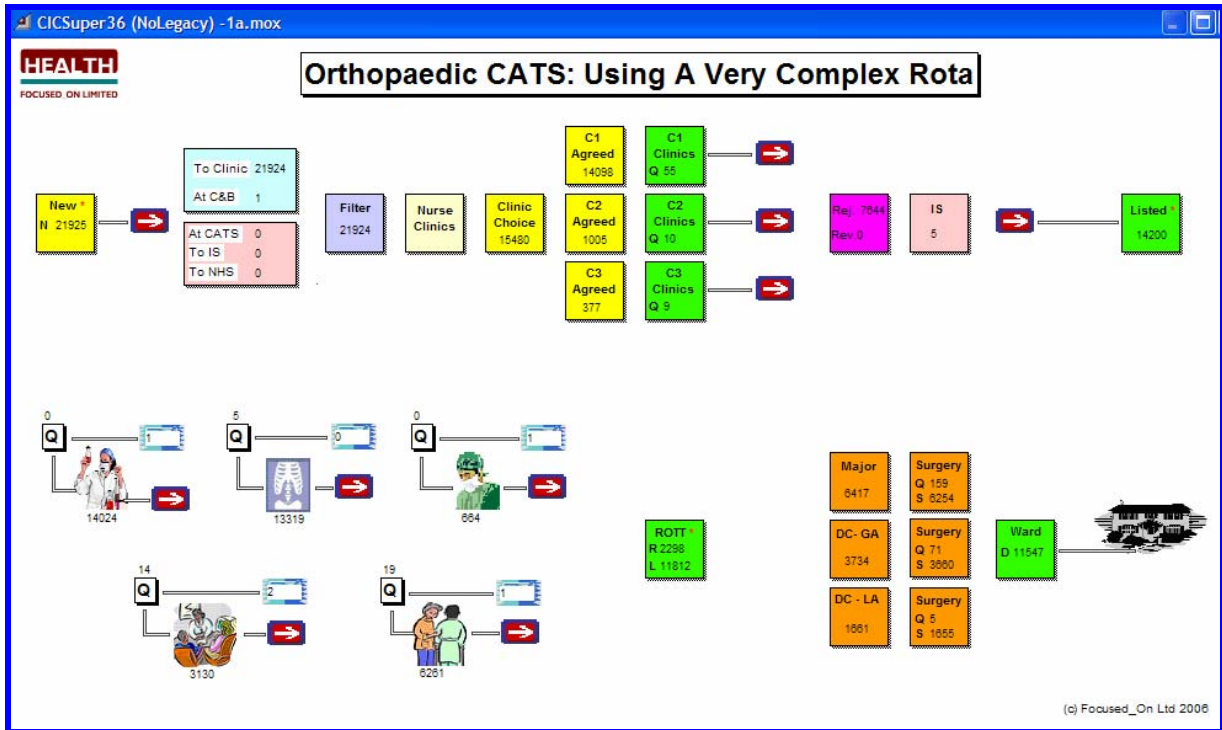 CICSuper36 (NoLegacy) -1a.mox
HEALTH
FOCUSED_ON LIMITED
Orthopaedic CATS: Using A Very Complex Rota
New *
N 21925
To Clinic 21924
At C&B 1
At CATS 0
To IS 0
To NHS 0
Filter
21924
Nurse
Clinics
Clinic
Choice
15480
C1
Agreed
14098
C1
Clinics
Q 55
C2
Agreed
1005
C2
Clinics
Q 10
C3
Agreed
377
C3
Clinics
Q 9
Rej. 7644
Rev.0
IS
5
Listed *
14200
0
Q
1
14024
5
Q
0
13319
0
Q
1
664
14
Q
2
3130
19
Q
1
6261
ROTT *
R 2298
L 11812
Major
6417
Surgery
Q 159
S 6254
DC- GA
3734
Surgery
Q 71
S 3660
DC - LA
1661
Surgery
Q 5
S 1655
Ward
D 11547
(c) Focused_On Ltd 2006